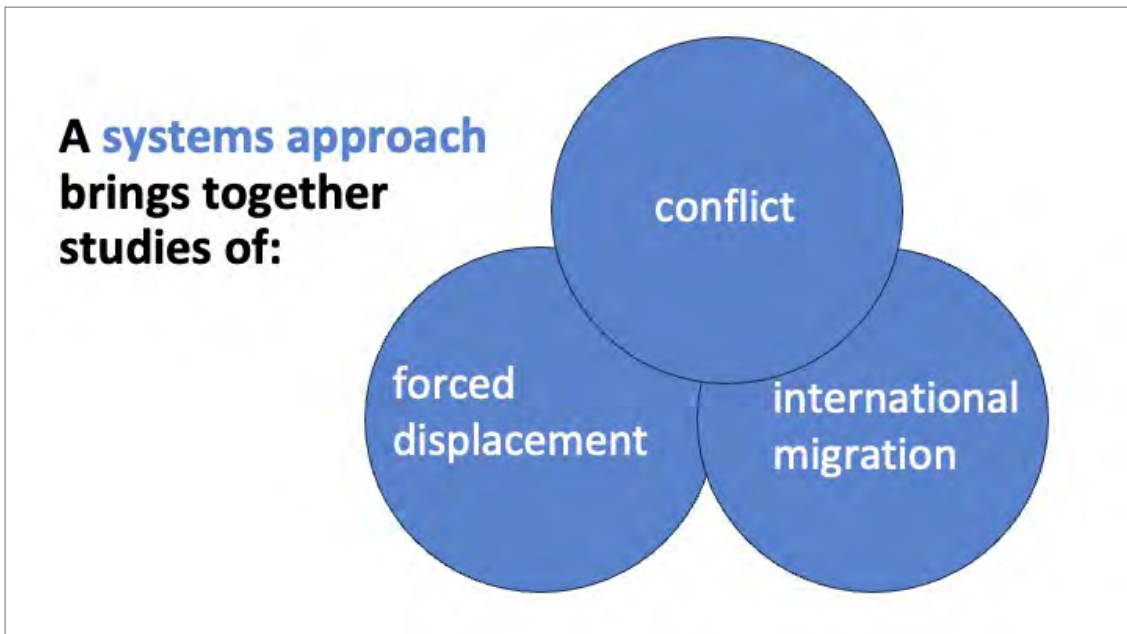 A systems approach
brings together
studies of:
conflict
forced
displacement
international
migration